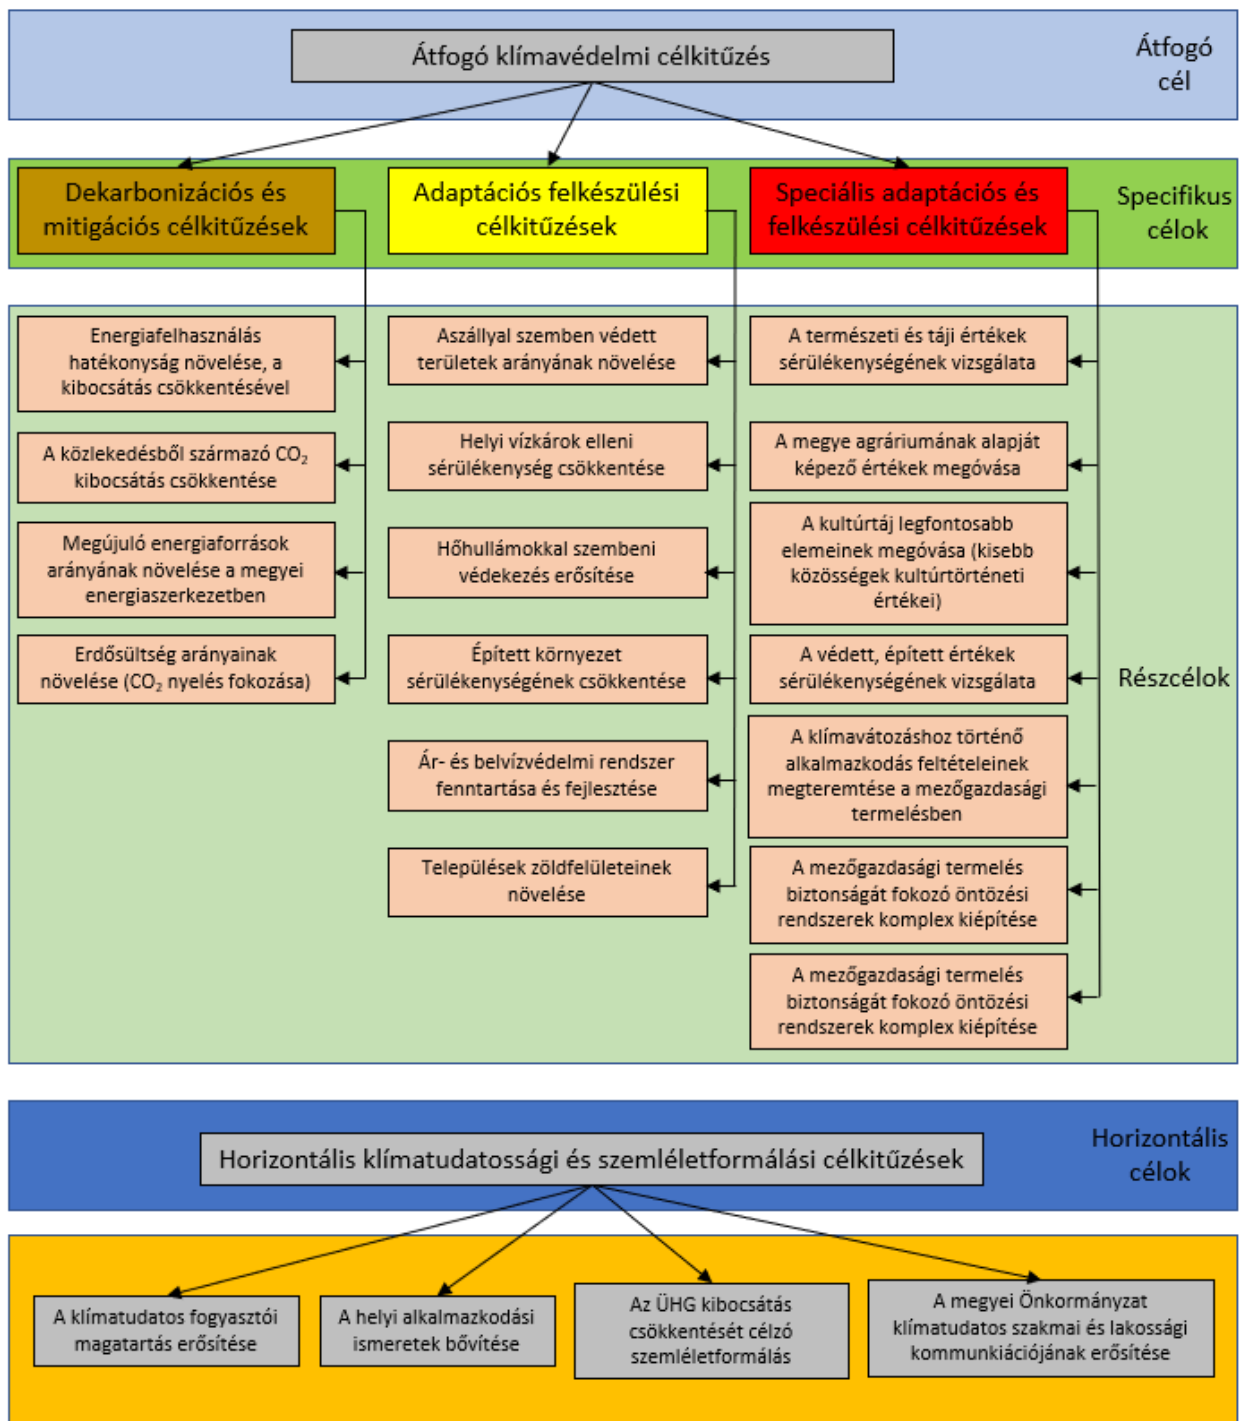 Átfogó klímavédelmi célkitűzés
Átfogó
cél
Dekarbonizációs és
mitigációs célkitűzések
Adaptációs felkészülési
célkitűzések
Speciális adaptációs és
felkészülési célkitűzések
Specifikus
célok
Energiafelhasználás
hatékonyság növelése, a
kibocsátás csökkentésével
A közlekedésből származó CO₂
kibocsátás csökkentése
Megújuló energiaforrások
arányának növelése a megyei
energiaszerkezetben
Erdősültség arányainak
növelése (CO₂ nyelés fokozása)
Aszállyal szemben védett
területek arányának növelése
Helyi vízkárok elleni
sérülékenység csökkentése
Hőhullámokkal szembeni
védekezés erősítése
Épített környezet
sérülékenységének csökkentése
Ár- és belvízvédelmi rendszer
fenntartása és fejlesztése
Települések zöldfelületeinek
növelése
A természeti és táji értékek
sérülékenységének vizsgálata
A megye agráriumának alapját
képező értékek megóvása
A kultúrtáj legfontosabb
elemeinek megóvása (kisebb
közösségek kultúrtörténeti
értékei)
A védett, épített értékek
sérülékenységének vizsgálata
A klímavátozáshoz történő
alkalmazkodás feltételeinek
megteremtése a mezőgazdasági
termelésben
A mezőgazdasági termelés
biztonságát fokozó öntözési
rendszerek komplex kiépítése
A mezőgazdasági termelés
biztonságát fokozó öntözési
rendszerek komplex kiépítése
Részcélok
Horizontális klímatudatossági és szemléletformálási célkitűzések
Horizontális
célok
A klímatudatos fogyasztói
magatartás erősítése
A helyi alkalmazkodási
ismeretek bővítése
Az ÜHG kibocsátás
csökkentését célzó
szemléletformálás
A megyei Önkormányzat
klímatudatos szakmai és lakossági
kommunkiációjának erősítése